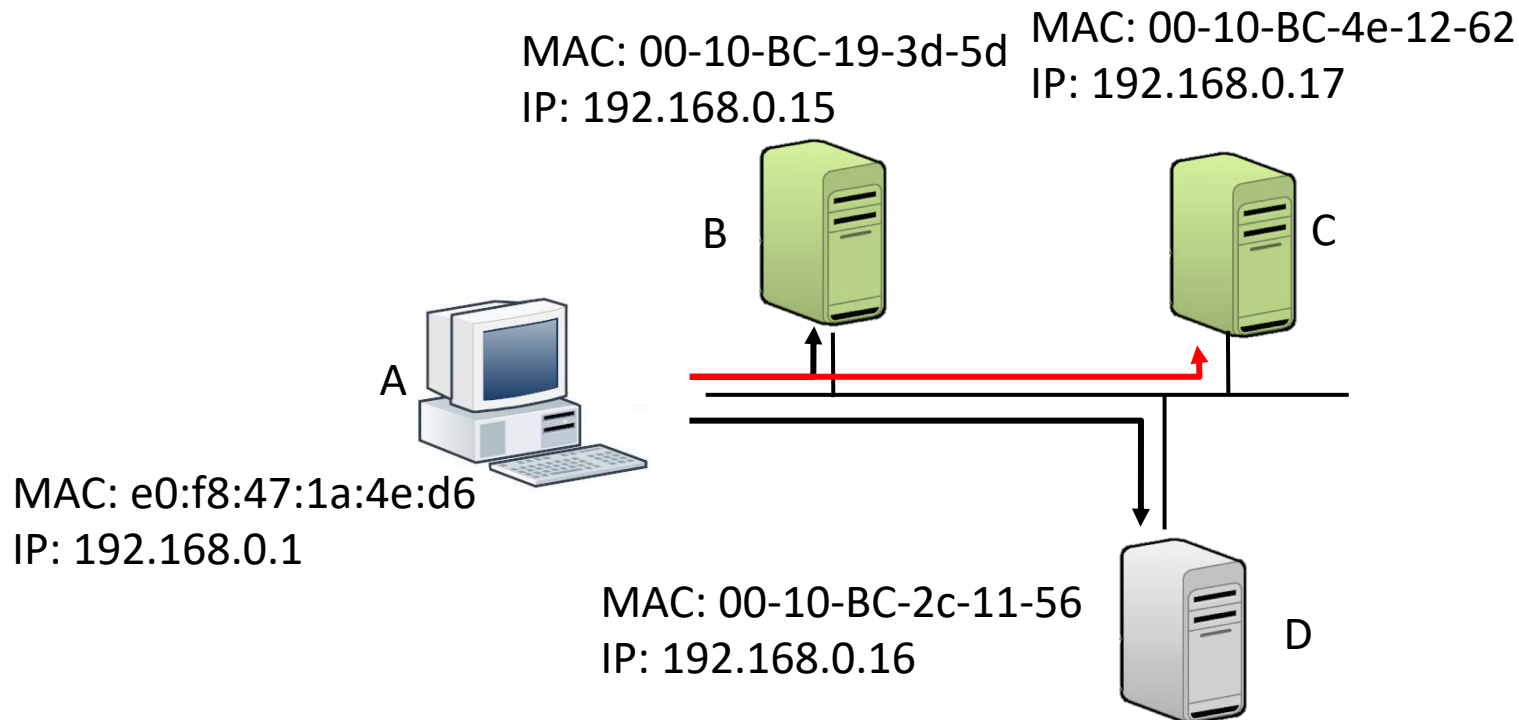 MAC: 00-10-BC-19-3d-5d
IP: 192.168.0.15
MAC: 00-10-BC-4e-12-62
IP: 192.168.0.17
B
C
A
MAC: e0:f8:47:1a:4e:d6
IP: 192.168.0.1
MAC: 00-10-BC-2c-11-56
IP: 192.168.0.16
D